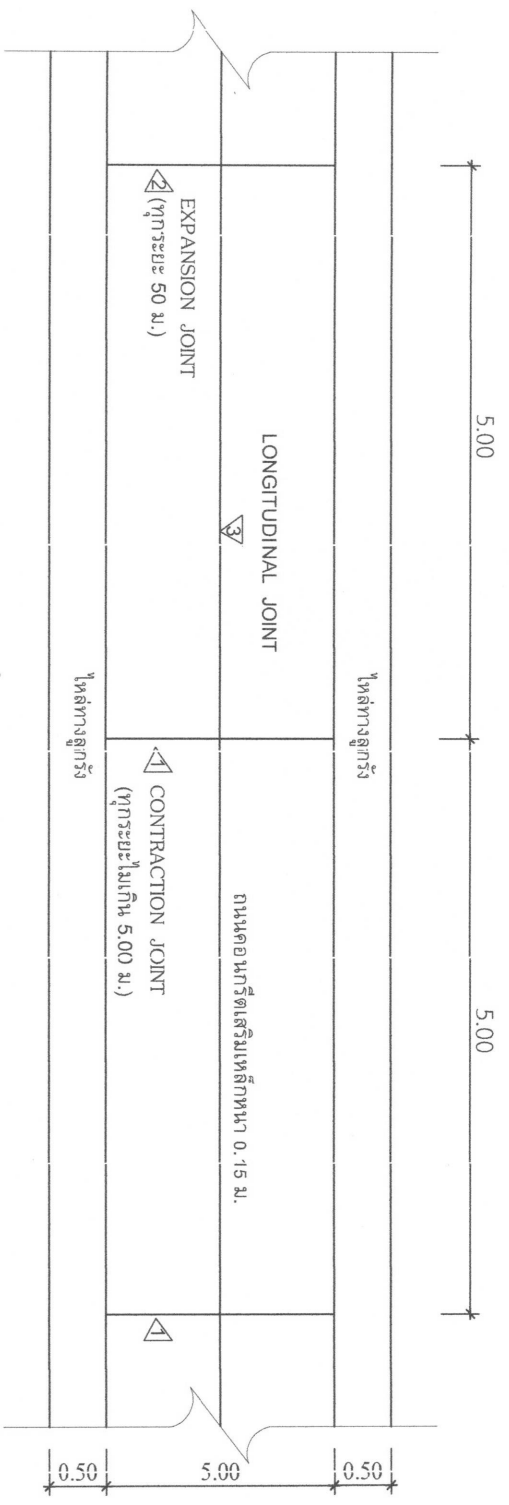 5.00
5.00
ไหล่ทางลูกรัง
LONGITUDINAL JOINT
3
ถนนคอนกรีตเสริมเหล็กหนา 0.15 ม.
2 EXPANSION JOINT
(ทุกระยะ 50 ม.)
1 CONTRACTION JOINT
(ทุกระยะไม่เกิน 5.00 ม.)
1
ไหล่ทางลูกรัง
0.50
5.00
0.50